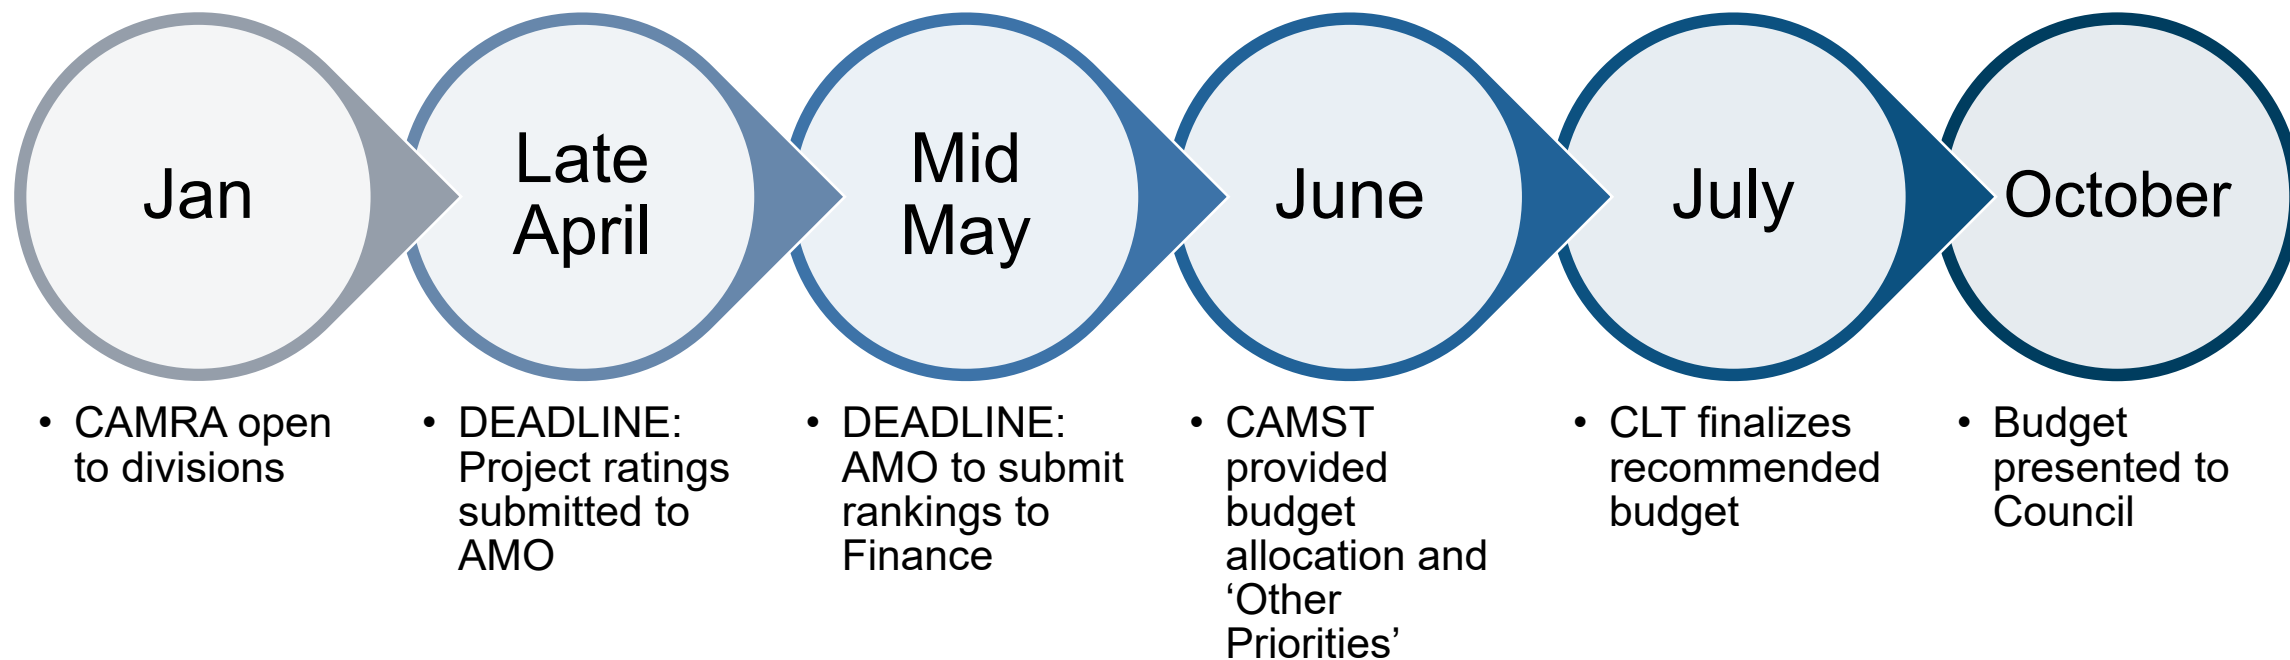 Jan
Late
April
Mid
May
June
July
October
• CAMRA open
to divisions
• DEADLINE:
Project ratings
submitted to
AMO
• DEADLINE:
AMO to submit
rankings to
Finance
• CAMST
provided
budget
allocation and
‘Other
Priorities’
• CLT finalizes
recommended
budget
• Budget
presented to
Council